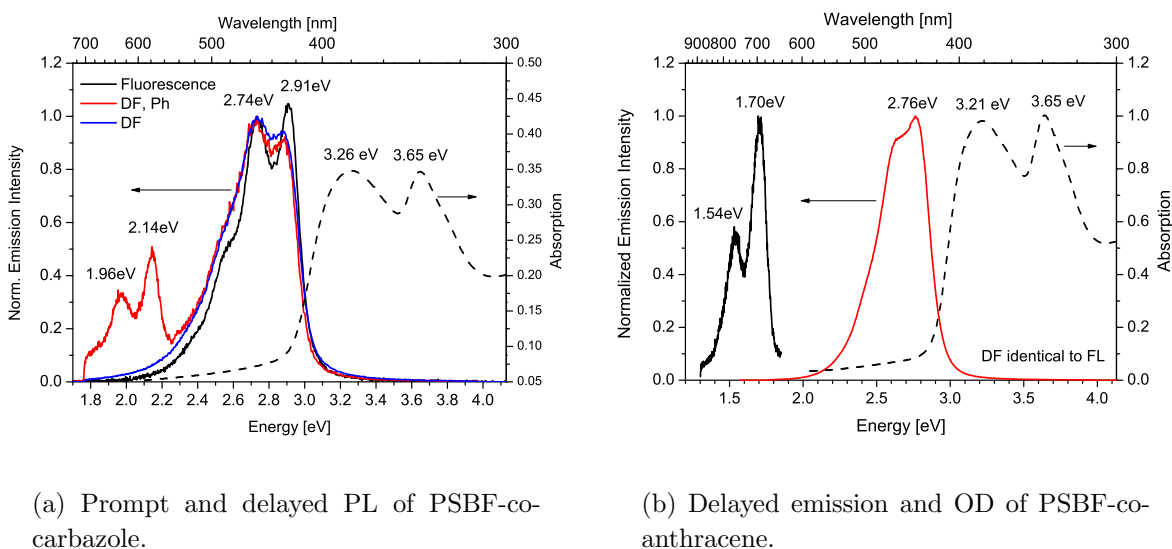 Wavelength [nm]
700 600 500 400 300
Norm. Emission Intensity
0.0 0.2 0.4 0.6 0.8 1.0
Fluorescence
DF, Ph
DF
1.96eV
2.14eV
2.74eV
2.91eV
3.26 eV
3.65 eV
0.50
0.45
0.40
0.35
0.30
0.25
0.20
0.15
0.10
0.05
Absorption
1.8 2.0 2.2 2.4 2.6 2.8 3.0 3.2 3.4 3.6 3.8 4.0
Energy [eV]
(a) Prompt and delayed PL of PSBF-co-
carbazole.
Wavelength [nm]
900 800 700 600 500 400 300
Normalized Emission Intensity
0.0 0.2 0.4 0.6 0.8 1.0 1.2
1.54eV
1.70eV
2.76eV
3.21 eV
3.65 eV
DF identical to FL
1.2
1.0
0.8
0.6
0.4
0.2
0.0
Absorption
1.5 2.0 2.5 3.0 3.5 4.0
Energy [eV]
(b) Delayed emission and OD of PSBF-co-
anthracene.